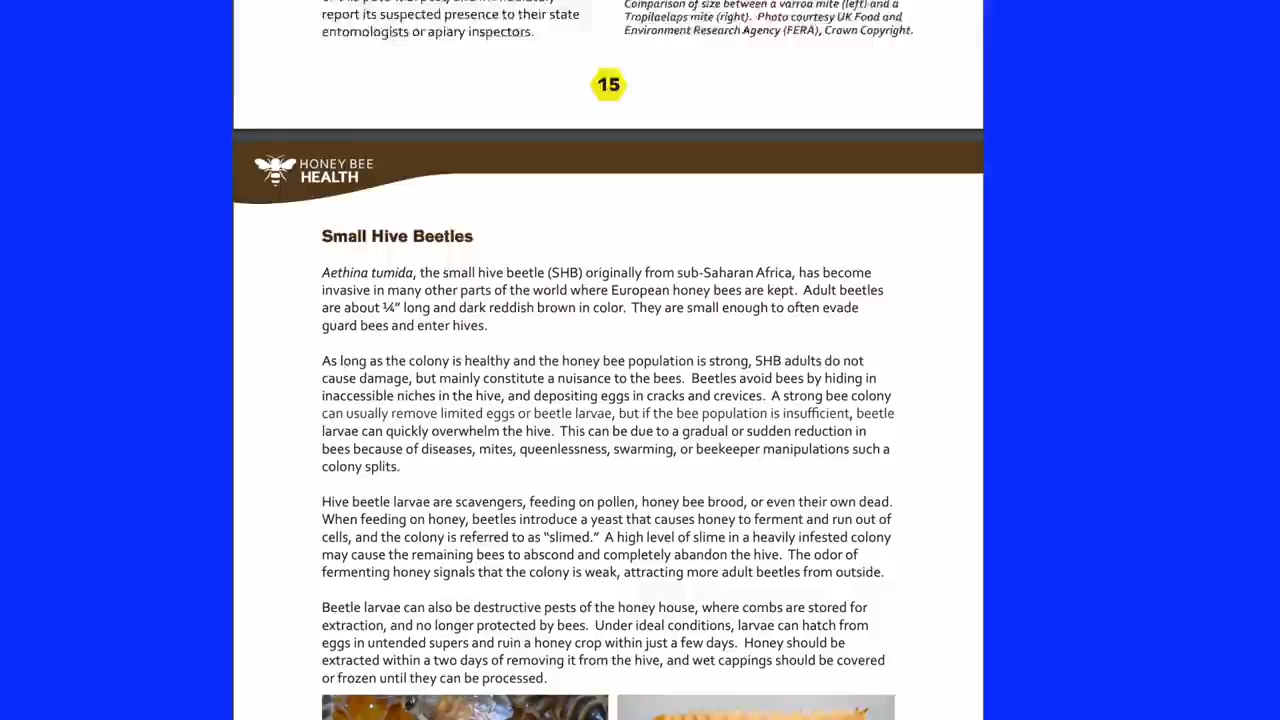 report its suspected presence to their state
entomologists or apiary inspectors.
Comparison of size between a varroa mite (left) and a
Tropilaelaps mite (right). Photo courtesy UK Food and
Environment Research Agency (FERA), Crown Copyright.
15
HONEY BEE
HEALTH
Small Hive Beetles
Aethina tumida, the small hive beetle (SHB) originally from sub-Saharan Africa, has become
invasive in many other parts of the world where European honey bees are kept. Adult beetles
are about ¼” long and dark reddish brown in color. They are small enough to often evade
guard bees and enter hives.
As long as the colony is healthy and the honey bee population is strong, SHB adults do not
cause damage, but mainly constitute a nuisance to the bees. Beetles avoid bees by hiding in
inaccessible niches in the hive, and depositing eggs in cracks and crevices. A strong bee colony
can usually remove limited eggs or beetle larvae, but if the bee population is insufficient, beetle
larvae can quickly overwhelm the hive. This can be due to a gradual or sudden reduction in
bees because of diseases, mites, queenlessness, swarming, or beekeeper manipulations such a
colony splits.
Hive beetle larvae are scavengers, feeding on pollen, honey bee brood, or even their own dead.
When feeding on honey, beetles introduce a yeast that causes honey to ferment and run out of
cells, and the colony is referred to as “slimed.” A high level of slime in a heavily infested colony
may cause the remaining bees to abscond and completely abandon the hive. The odor of
fermenting honey signals that the colony is weak, attracting more adult beetles from outside.
Beetle larvae can also be destructive pests of the honey house, where combs are stored for
extraction, and no longer protected by bees. Under ideal conditions, larvae can hatch from
eggs in untended supers and ruin a honey crop within just a few days. Honey should be
extracted within a two days of removing it from the hive, and wet cappings should be covered
or frozen until they can be processed.